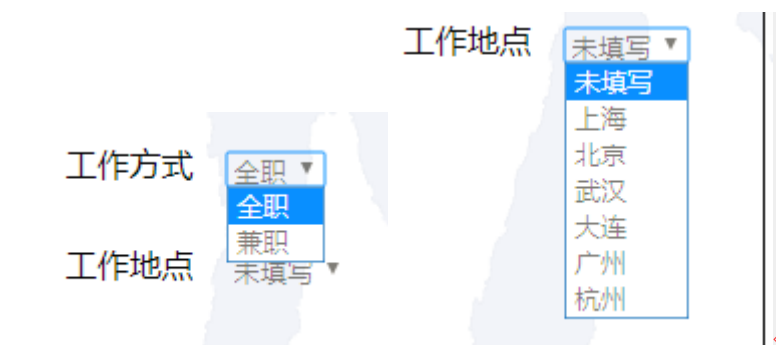 工作地点 未填写
未填写
上海
北京
武汉
大连
广州
杭州
工作方式 全职
全职
兼职
工作地点 未填写